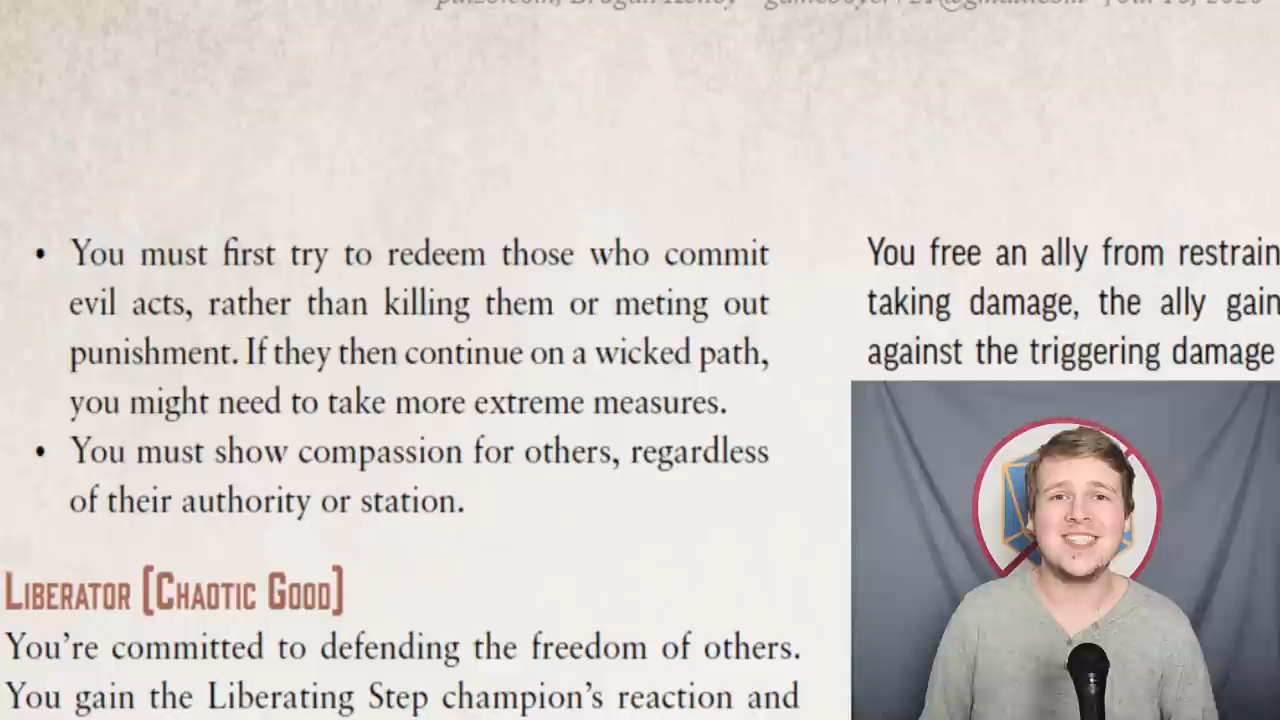 You must first try to redeem those who commit
evil acts, rather than killing them or meting out
punishment. If they then continue on a wicked path,
you might need to take more extreme measures.
You must show compassion for others, regardless
of their authority or station.
LIBERATOR [CHAOTIC GOOD]
You're committed to defending the freedom of others.
You gain the Liberating Step champion's reaction and
You free an ally from restrain
taking damage, the ally gain
against the triggering damage